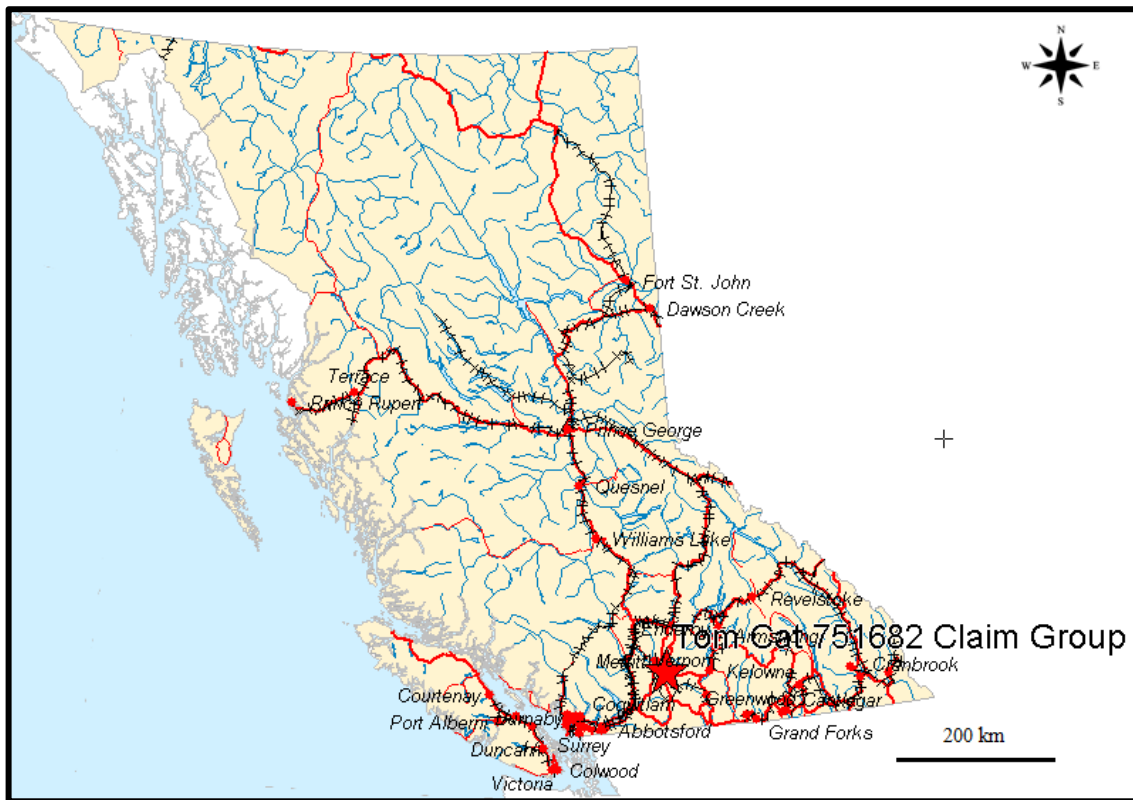 N
W E
S
Fort St. John
Dawson Creek
Terrace
Prince Rupert
Prince George
Quesnel
Williams Lake
Revelstoke
Enderby
Armstrong
Tom Cat 751682 Claim Group
Merritt
Vernon
Kelowna
Cranbrook
Courtenay
Greenwood
Castlegar
Coquitlam
Port Alberni
Burnaby
Abbotsford
Grand Forks
200 km
Duncan
Surrey
Colwood
Victoria